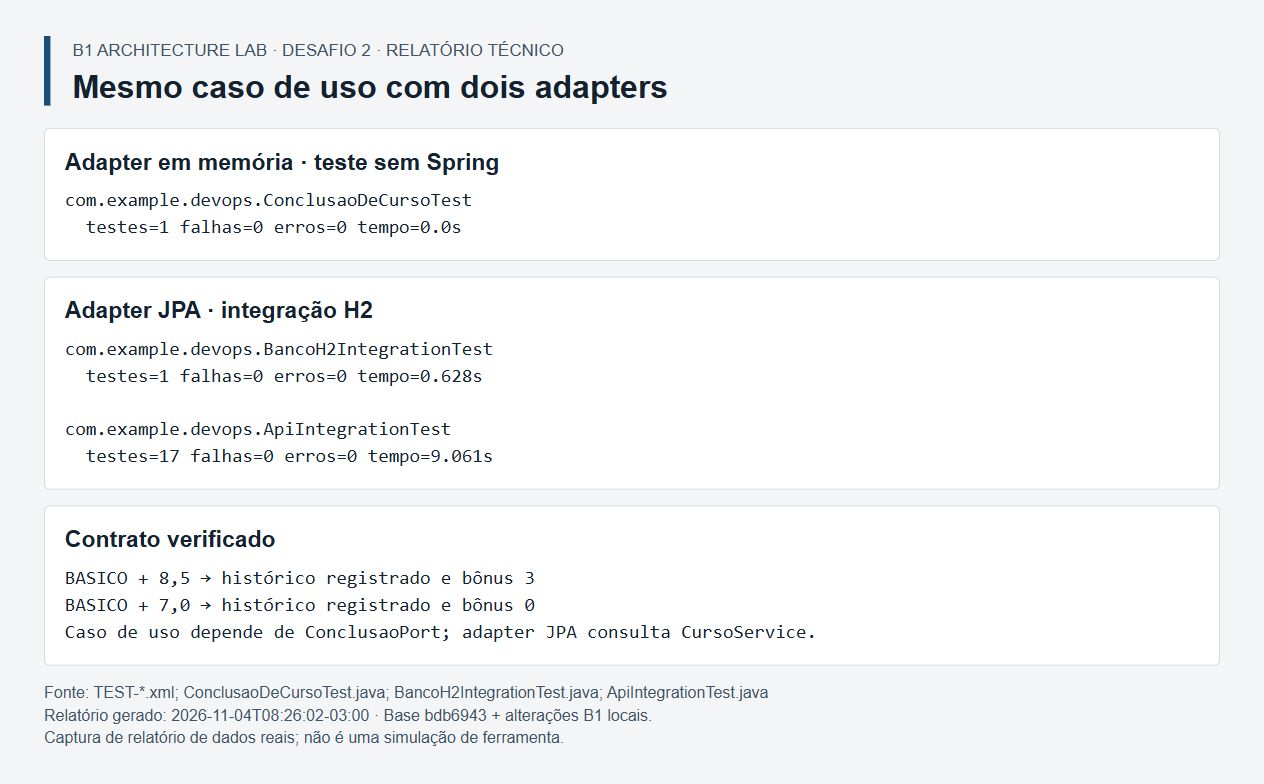 B1 ARCHITECTURE LAB · DESAFIO 2 · RELATÓRIO TÉCNICO
Mesmo caso de uso com dois adapters
Adapter em memória · teste sem Spring
com.example.devops.ConclusaoDeCursoTest
testes=1 falhas=0 erros=0 tempo=0.0s
Adapter JPA · integração H2
com.example.devops.BancoH2IntegrationTest
testes=1 falhas=0 erros=0 tempo=0.628s
com.example.devops.ApiIntegrationTest
testes=17 falhas=0 erros=0 tempo=9.061s
Contrato verificado
BASICO + 8,5 → histórico registrado e bônus 3
BASICO + 7,0 → histórico registrado e bônus 0
Caso de uso depende de ConclusaoPort; adapter JPA consulta CursoService.
Fonte: TEST-*.xml; ConclusaoDeCursoTest.java; BancoH2IntegrationTest.java; ApiIntegrationTest.java
Relatório gerado: 2026-11-04T08:26:02-03:00 · Base bdb6943 + alterações B1 locais.
Captura de relatório de dados reais; não é uma simulação de ferramenta.